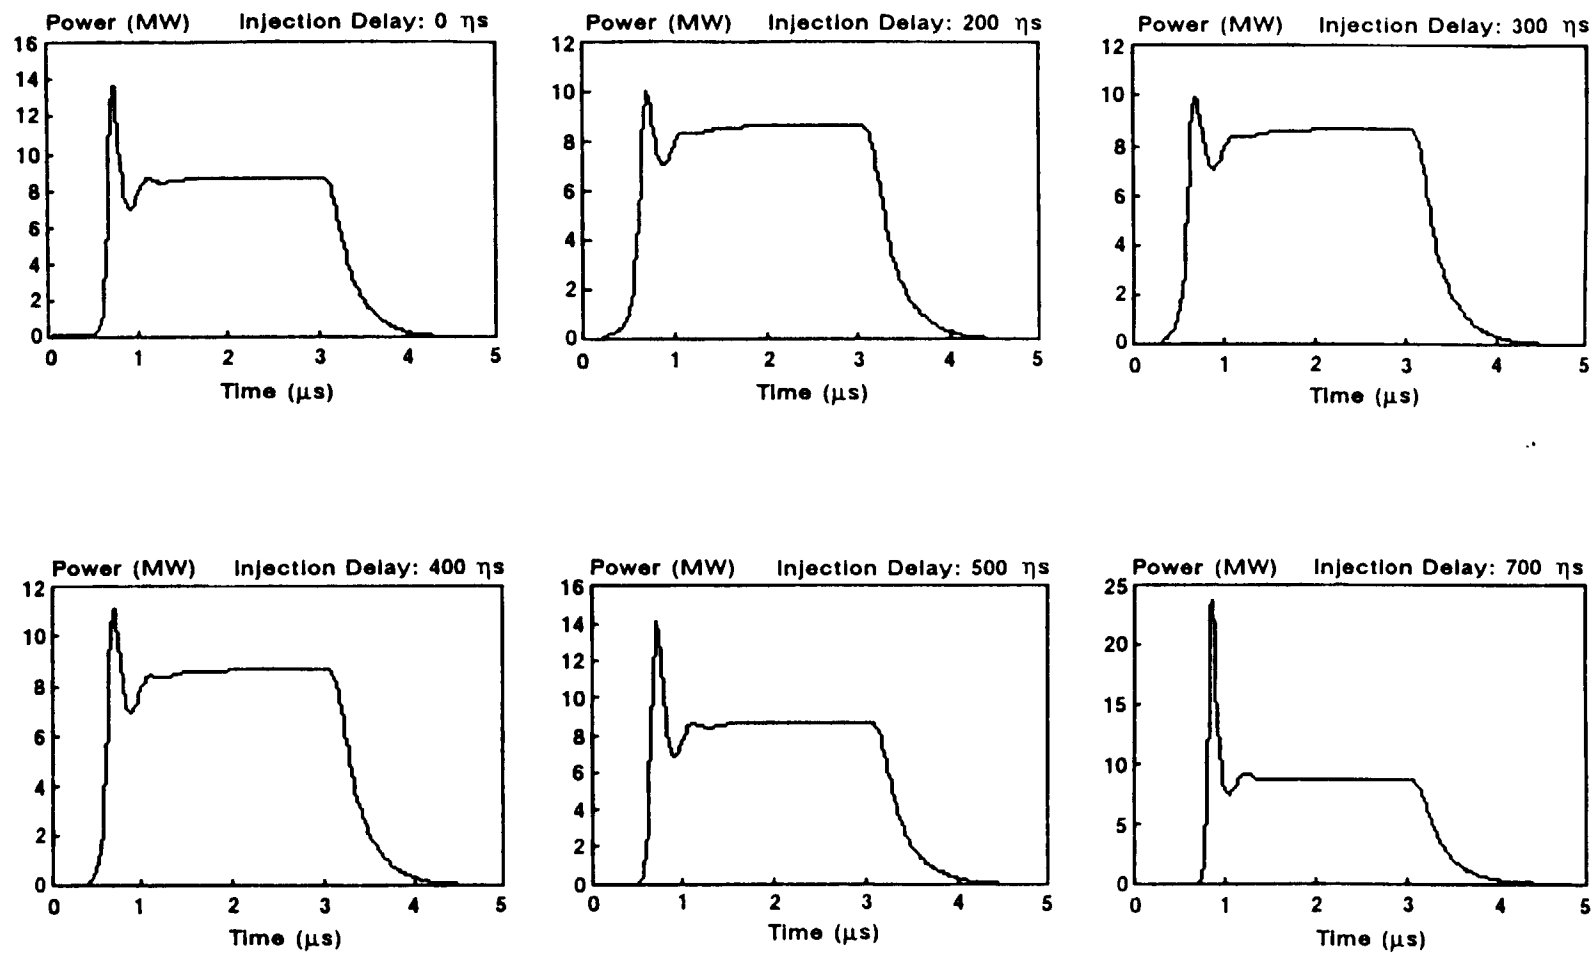 Power (MW) Injection Delay: 0 ηs
16
14
12
10
8
6
4
2
0
0 1 2 3 4 5
Time (μs)
Power (MW) Injection Delay: 200 ηs
12
10
8
6
4
2
0
0 1 2 3 4 5
Time (μs)
Power (MW) Injection Delay: 300 ηs
12
10
8
6
4
2
0
0 1 2 3 4 5
Time (μs)
Power (MW) Injection Delay: 400 ηs
12
10
8
6
4
2
0
0 1 2 3 4 5
Time (μs)
Power (MW) Injection Delay: 500 ηs
16
14
12
10
8
6
4
2
0
0 1 2 3 4 5
Time (μs)
Power (MW) Injection Delay: 700 ηs
25
20
15
10
5
0
0 1 2 3 4 5
Time (μs)